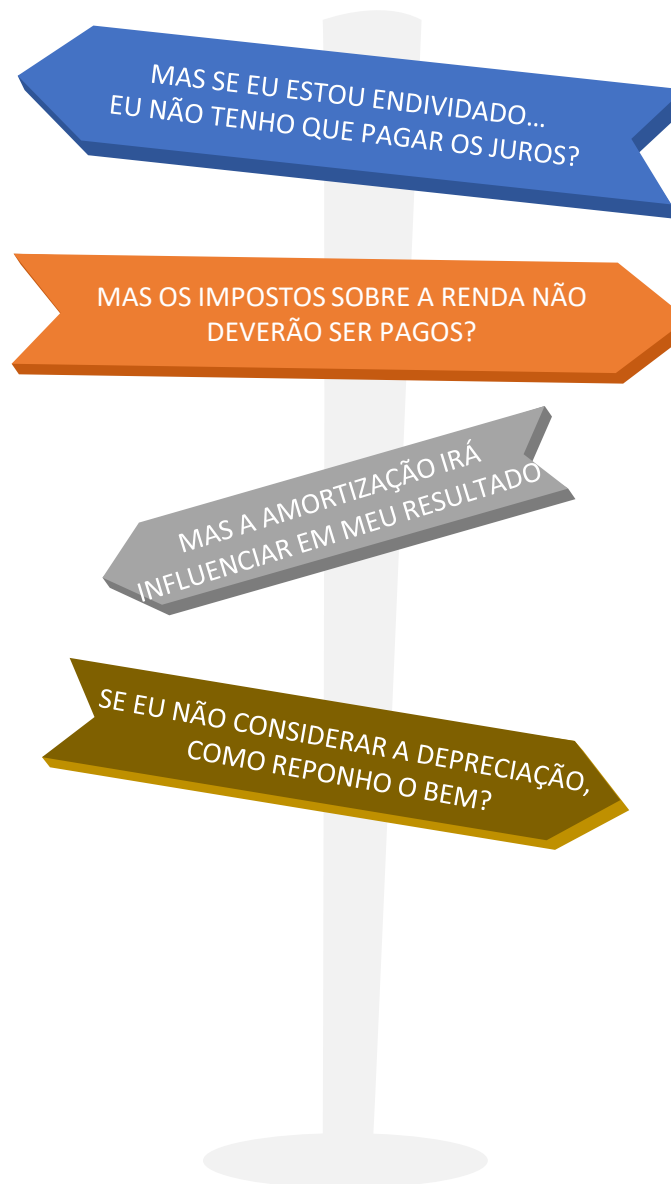 MAS SE EU ESTOU ENDIVIDADO...
EU NÃO TENHO QUE PAGAR OS JUROS?
MAS OS IMPOSTOS SOBRE A RENDA NÃO
DEVERÃO SER PAGOS?
MAS A AMORTIZAÇÃO IRÁ
INFLUENCIAR EM MEU RESULTADO
SE EU NÃO CONSIDERAR A DEPRECIAÇÃO,
COMO REPONHO O BEM?